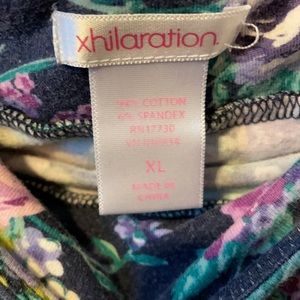 xhilaration.
94% COTTON
6% SPANDEX
RN17730
XL
MADE IN
CHINA